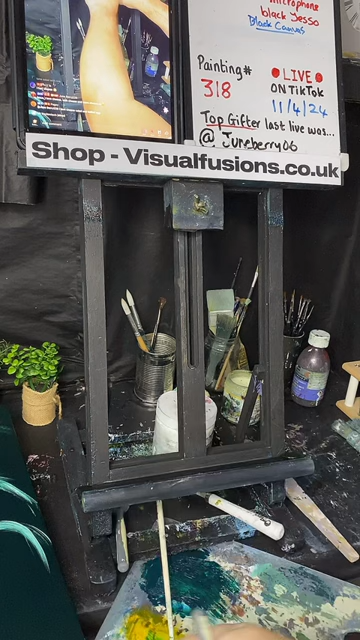 microphone
black Jesso
Black Canvas
Painting#
318
LIVE
ON TikTok
11/4/24
Top Gifter last live was...
@Juneberry06
Shop - Visualfusions.co.uk